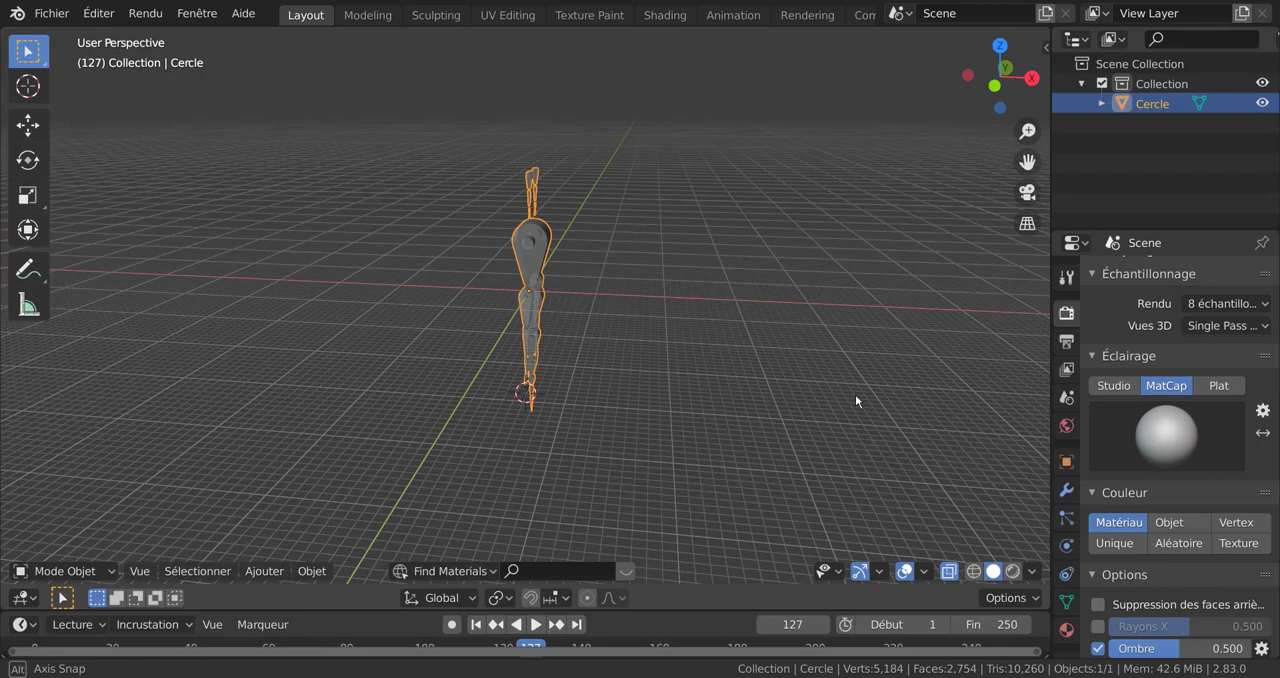 Fichier Éditer Rendu Fenêtre Aide Layout Modeling Sculpting UV Editing Texture Paint Shading Animation Rendering Com Scene View Layer
User Perspective
(127) Collection | Cercle
Z
Y
X
Scene Collection
Collection
Cercle
Scene
Échantillonnage
Rendu 8 échantillo...
Vues 3D Single Pass ...
Éclairage
Studio MatCap Plat
Couleur
Matériau Objet Vertex
Unique Aléatoire Texture
Options
Suppression des faces arriè...
Rayons X 0.500
Ombre 0.500
Mode Objet Vue Sélectionner Ajouter Objet Find Materials
Global Options
Lecture Incrustation Vue Marqueur 127 Début 1 Fin 250
127
Alt Axis Snap
Collection | Cercle | Verts:5,184 | Faces:2,754 | Tris:10,260 | Objects:1/1 | Mem: 42.6 MiB | 2.83.0